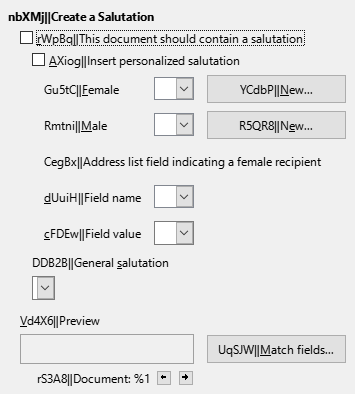 nbXMj||Create a Salutation
rWpBq||This document should contain a salutation
AXiog||Insert personalized salutation
Gu5tC||Female
YCdbP||New...
Rmtni||Male
R5QR8||New...
CegBx||Address list field indicating a female recipient
dUuiH||Field name
cFDEw||Field value
DDB2B||General salutation
Vd4X6||Preview
UqSJW||Match fields...
rS3A8||Document: %1